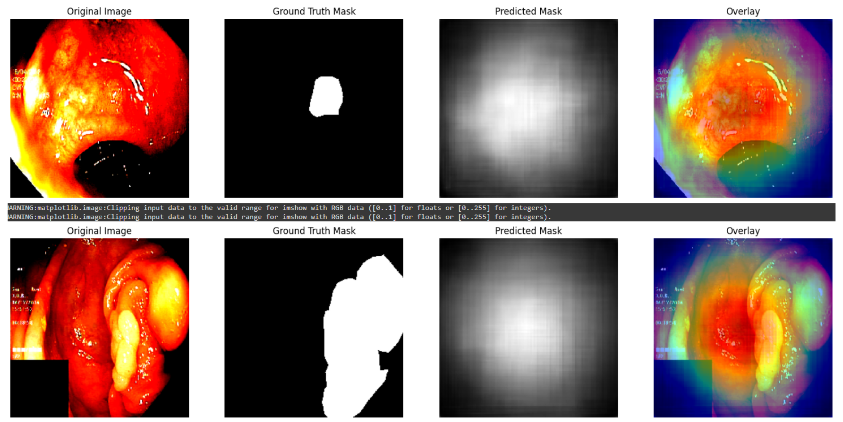 Original Image
Ground Truth Mask
Predicted Mask
Overlay
WARNING:matplotlib.image:Clipping input data to the valid range for imshow with RGB data ([0..1] for floats or [0..255] for integers).
WARNING:matplotlib.image:Clipping input data to the valid range for imshow with RGB data ([0..1] for floats or [0..255] for integers).
Original Image
Ground Truth Mask
Predicted Mask
Overlay